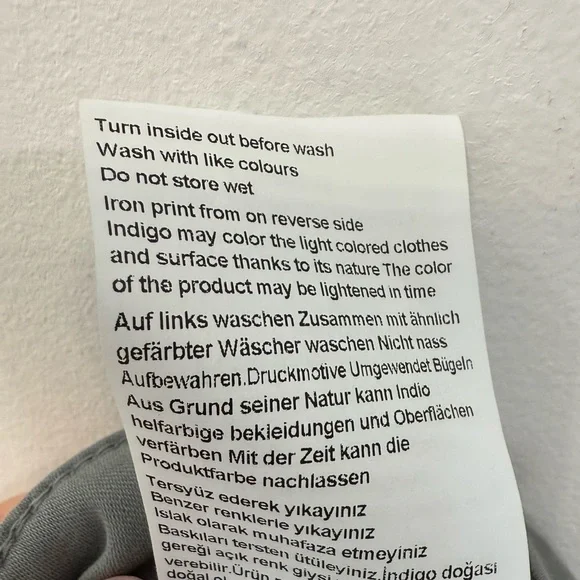 Turn inside out before wash
Wash with like colours
Do not store wet
Iron print from on reverse side
Indigo may color the light colored clothes
and surface thanks to its nature The color
of the product may be lightened in time
Auf links waschen Zusammen mit ähnlich
gefärbter Wäscher waschen Nicht nass
Aufbewahren.Druckmotive Umgewendet Bügeln
Aus Grund seiner Natur kann Indio
helfarbige bekleidungen und Oberflächen
verfärben Mit der Zeit kann die
Produktfarbe nachlassen
Tersyüz ederek yıkayınız
Benzer renklerle yıkayınız
Islak olarak muhafaza etmeyiniz
Baskıları tersten ütüleyiniz.İndigo doğası
gereği açık renk giysi
verebilir.Ürün
doğal